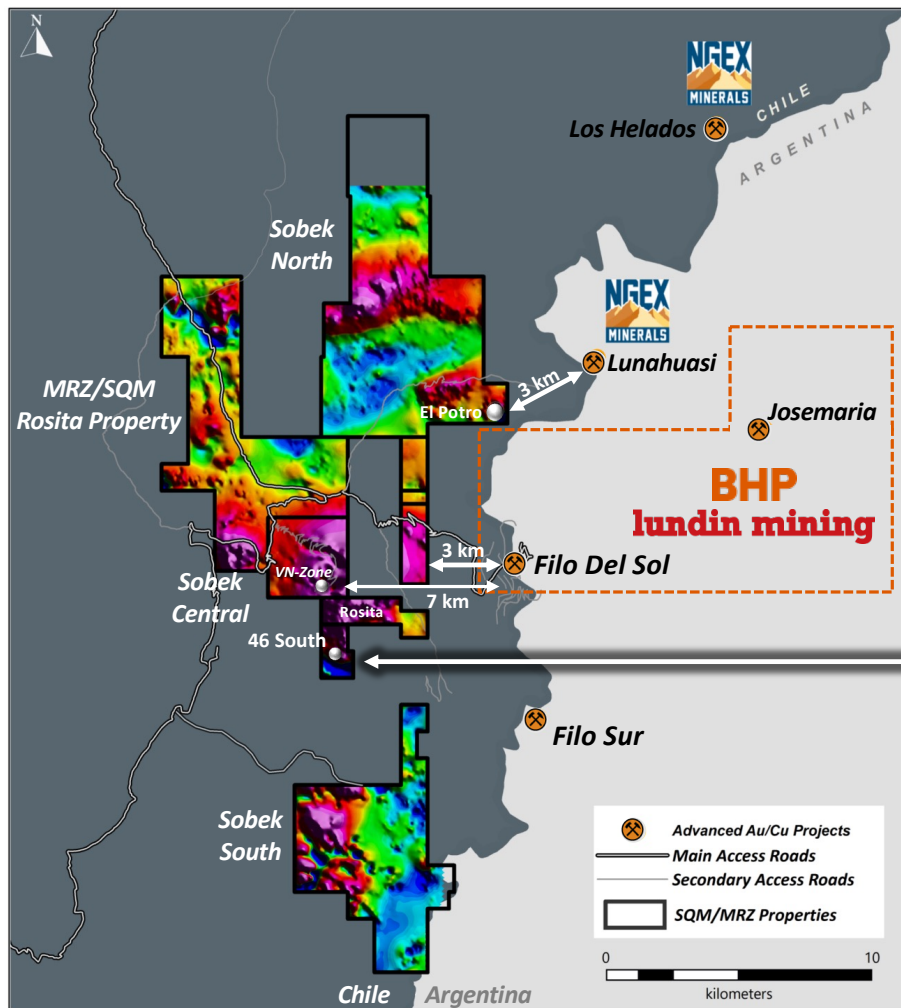 N
NGEX
MINERALS
CHILE
ARGENTINA
Los Helados
Sobek
North
NGEX
MINERALS
Lunahuasi
3 km
MRZ/SQM
Rosita Property
El Potro
Josemaria
BHP
lundin mining
3 km
Filo Del Sol
VN-Zone
7 km
Sobek
Central
Rosita
46 South
Filo Sur
Sobek
South
Advanced Au/Cu Projects
Main Access Roads
Secondary Access Roads
SQM/MRZ Properties
0 10
kilometers
Chile Argentina